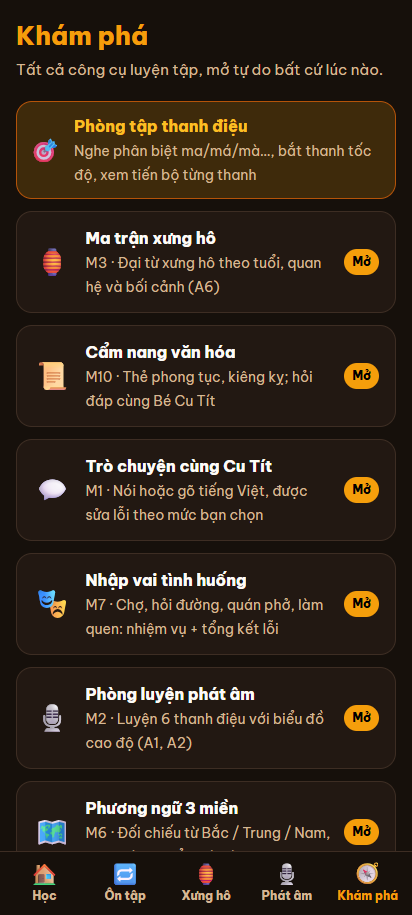 Khám phá
Tất cả công cụ luyện tập, mở tự do bất cứ lúc nào.
Phòng tập thanh điệu
Nghe phân biệt ma/má/mà…, bắt thanh tốc
độ, xem tiến bộ từng thanh
Ma trận xưng hô
M3 · Đại từ xưng hô theo tuổi, quan
hệ và bối cảnh (A6)
Mở
Cẩm nang văn hóa
M10 · Thẻ phong tục, kiêng kỵ; hỏi
đáp cùng Bé Cu Tít
Mở
Trò chuyện cùng Cu Tít
M1 · Nói hoặc gõ tiếng Việt, được
sửa lỗi theo mức bạn chọn
Mở
Nhập vai tình huống
M7 · Chợ, hỏi đường, quán phở, làm
quen: nhiệm vụ + tổng kết lỗi
Mở
Phòng luyện phát âm
M2 · Luyện 6 thanh điệu với biểu đồ
cao độ (A1, A2)
Mở
Phương ngữ 3 miền
M6 · Đối chiếu từ Bắc / Trung / Nam,
Mở
Học
Ôn tập
Xưng hô
Phát âm
Khám phá